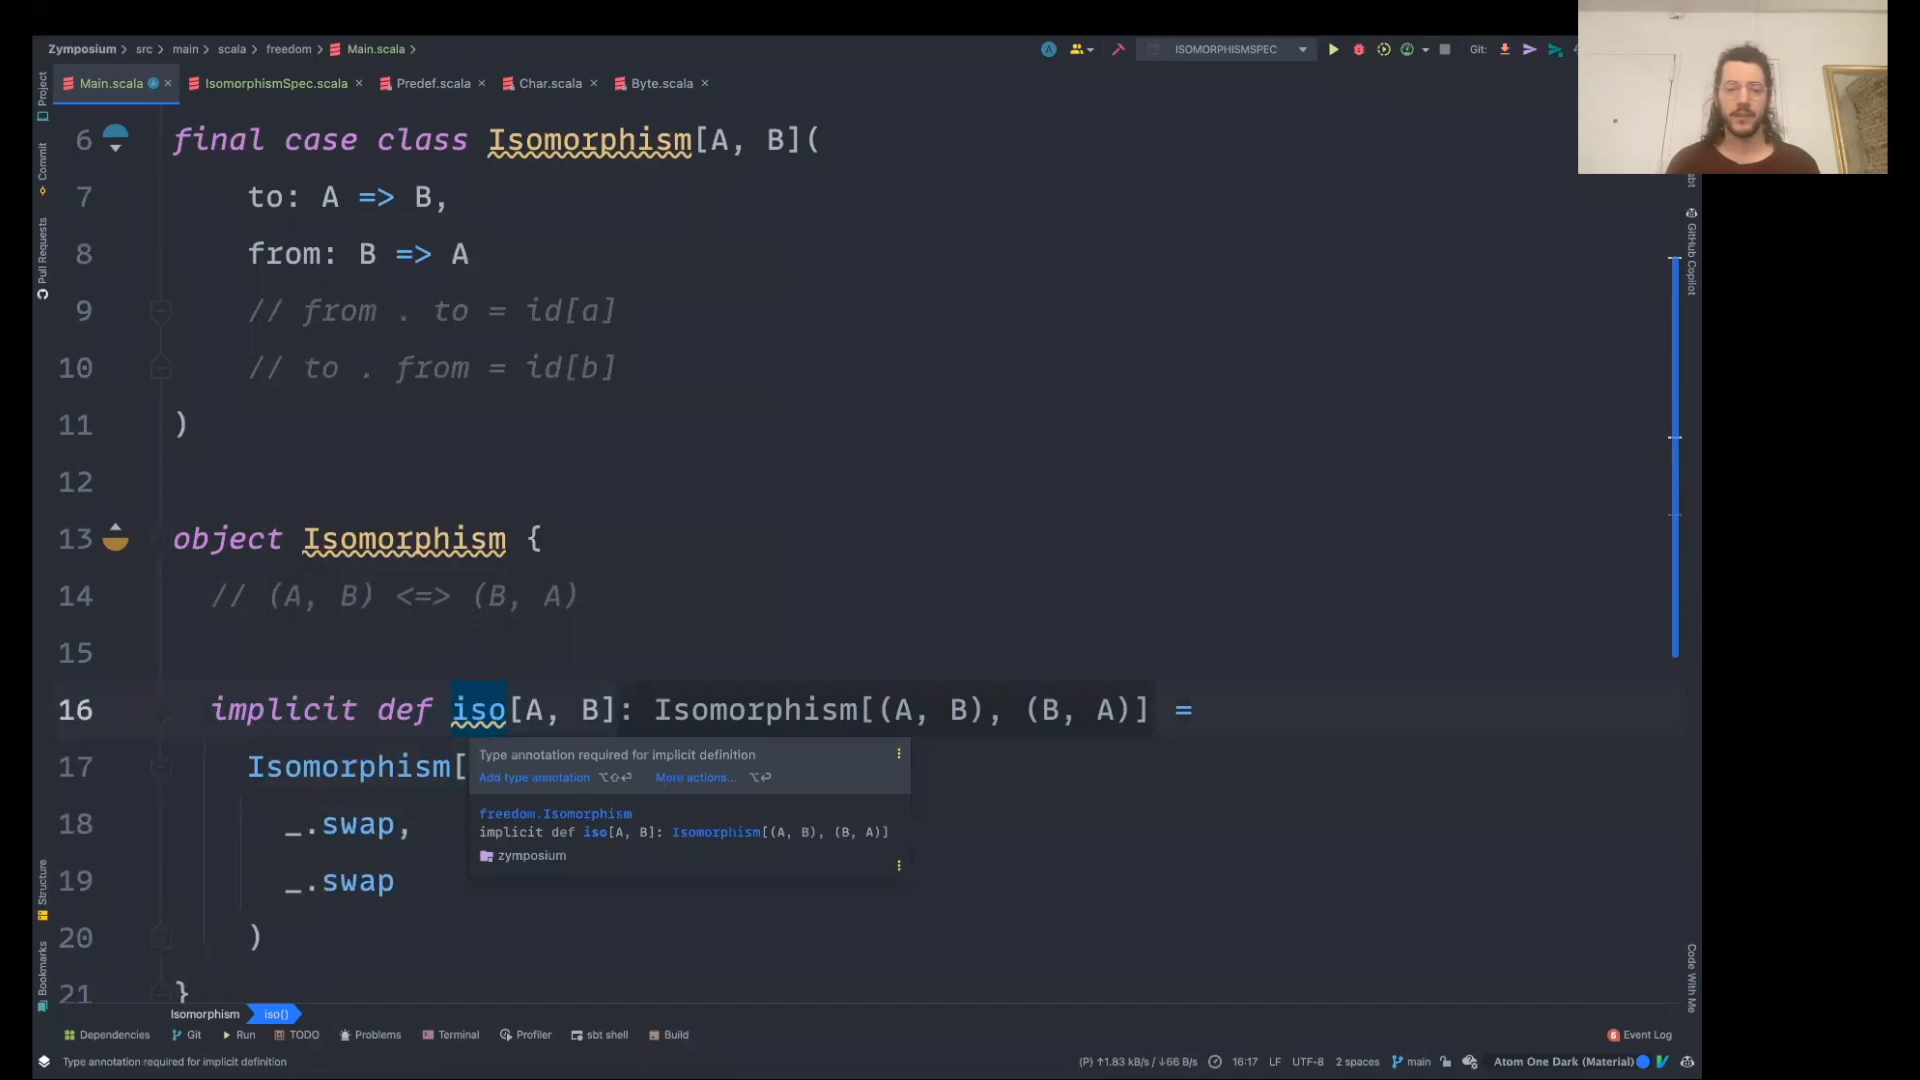 Zymposium > src > main > scala > freedom > Main.scala >
ISOMORPHISMSPEC
Git:
Main.scala
IsomorphismSpec.scala
Predef.scala
Char.scala
Byte.scala
Project
Commit
Pull Requests
Structure
Bookmarks
sbt
GitHub Copilot
Code With Me
6 final case class Isomorphism[A, B](
7 to: A => B,
8 from: B => A
9 // from . to = id[a]
10 // to . from = id[b]
11 )
12
13 object Isomorphism {
14 // (A, B) <=> (B, A)
15
16 implicit def iso[A, B]: Isomorphism[(A, B), (B, A)] =
17 Isomorphism[
Type annotation required for implicit definition
Add type annotation ⌥⇧⏎ More actions... ⌥⏎
freedom.Isomorphism
implicit def iso[A, B]: Isomorphism[(A, B), (B, A)]
zymposium
18 _.swap,
19 _.swap
20 )
21 }
Isomorphism iso()
Dependencies Git Run TODO Problems Terminal Profiler sbt shell Build
6 Event Log
Type annotation required for implicit definition
(P) ↑1.83 kB/s / ↓66 B/s 16:17 LF UTF-8 2 spaces main Atom One Dark (Material)